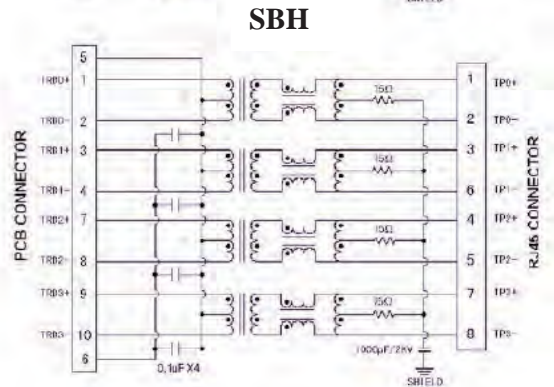 SBH
PCB CONNECTOR
5
TRD0+ 1
TRD0- 2
TRD1+ 3
TRD1- 4
TRD2+ 7
TRD2- 8
TRD3+ 9
TRD3- 10
6
0.1uF X4
75Ω
75Ω
75Ω
75Ω
1000pF/2KV
SHIELD
1 TP0+
2 TP0-
3 TP1+
6 TP1-
4 TP2+
5 TP2-
7 TP3+
8 TP3-
RJ45 CONNECTOR